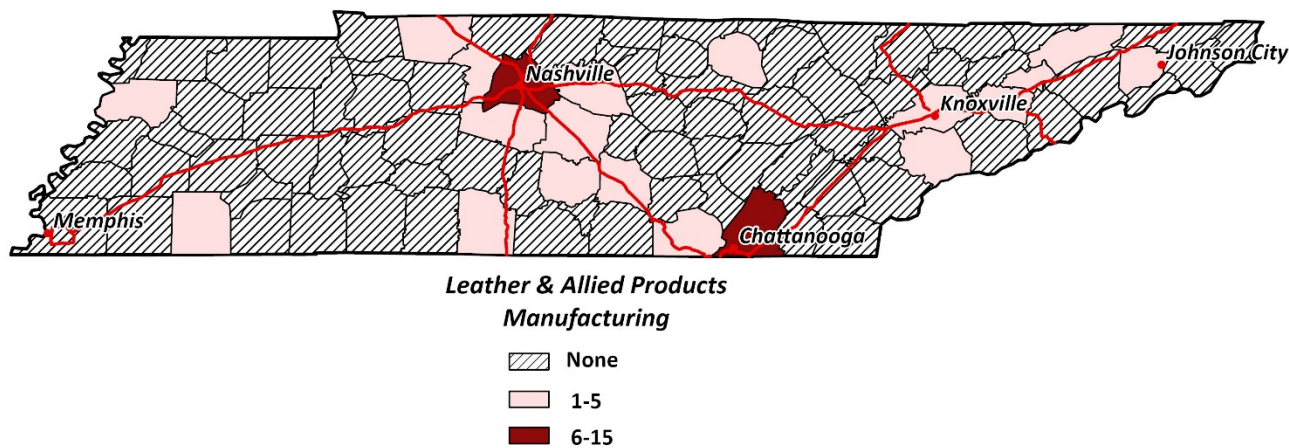 Nashville
Johnson City
Knoxville
Memphis
Chattanooga
Leather & Allied Products
Manufacturing
None
1-5
6-15